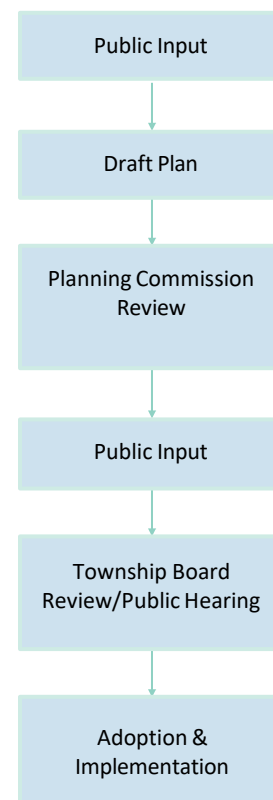 Public Input
Draft Plan
Planning Commission
Review
Public Input
Township Board
Review/Public Hearing
Adoption &
Implementation